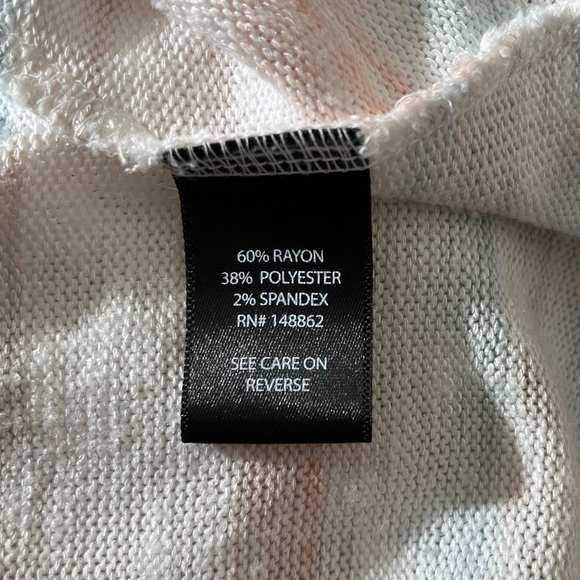 60% RAYON
38% POLYESTER
2% SPANDEX
RN# 148862
SEE CARE ON
REVERSE